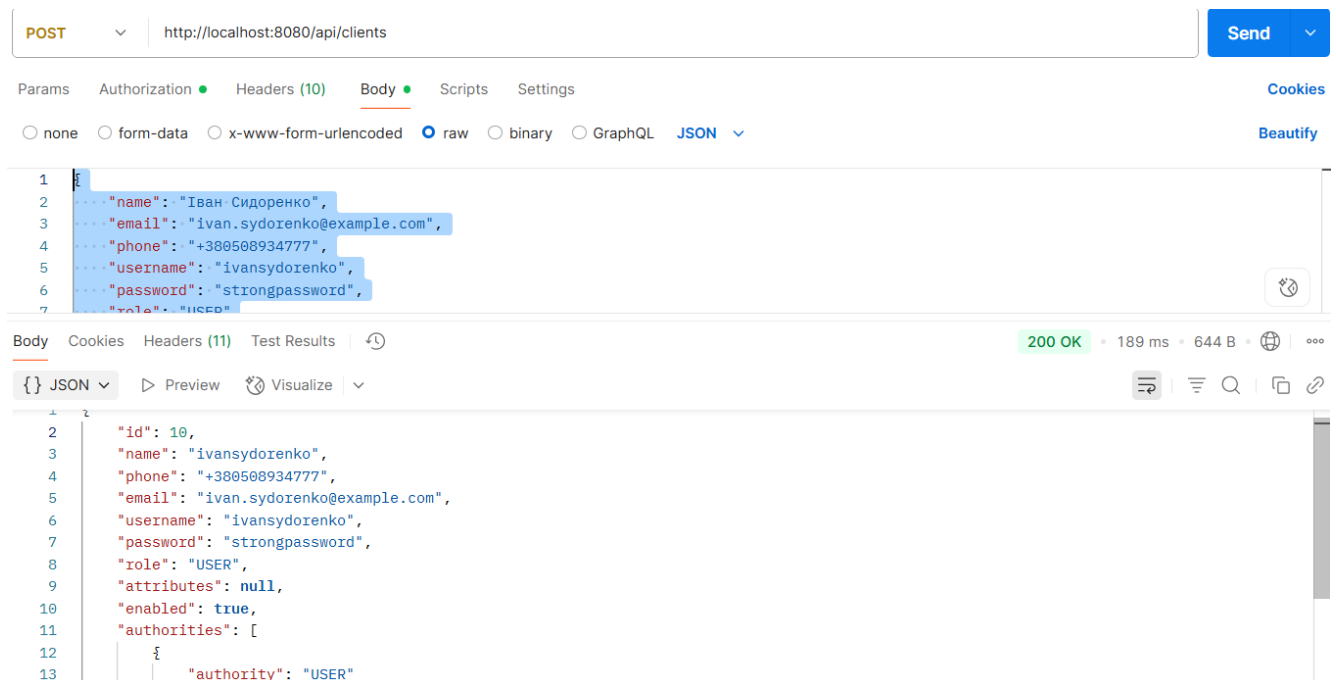 POST http://localhost:8080/api/clients Send
Params Authorization Headers (10) Body Scripts Settings Cookies
none form-data x-www-form-urlencoded raw binary GraphQL JSON Beautify
1 {
2 "name": "Іван Сидоренко",
3 "email": "ivan.sydorenko@example.com",
4 "phone": "+380508934777",
5 "username": "ivansydorenko",
6 "password": "strongpassword",
7 "role": "USER"
Body Cookies Headers (11) Test Results 200 OK • 189 ms • 644 B
{} JSON Preview Visualize
1 {
2 "id": 10,
3 "name": "ivansydorenko",
4 "phone": "+380508934777",
5 "email": "ivan.sydorenko@example.com",
6 "username": "ivansydorenko",
7 "password": "strongpassword",
8 "role": "USER",
9 "attributes": null,
10 "enabled": true,
11 "authorities": [
12 {
13 "authority": "USER"